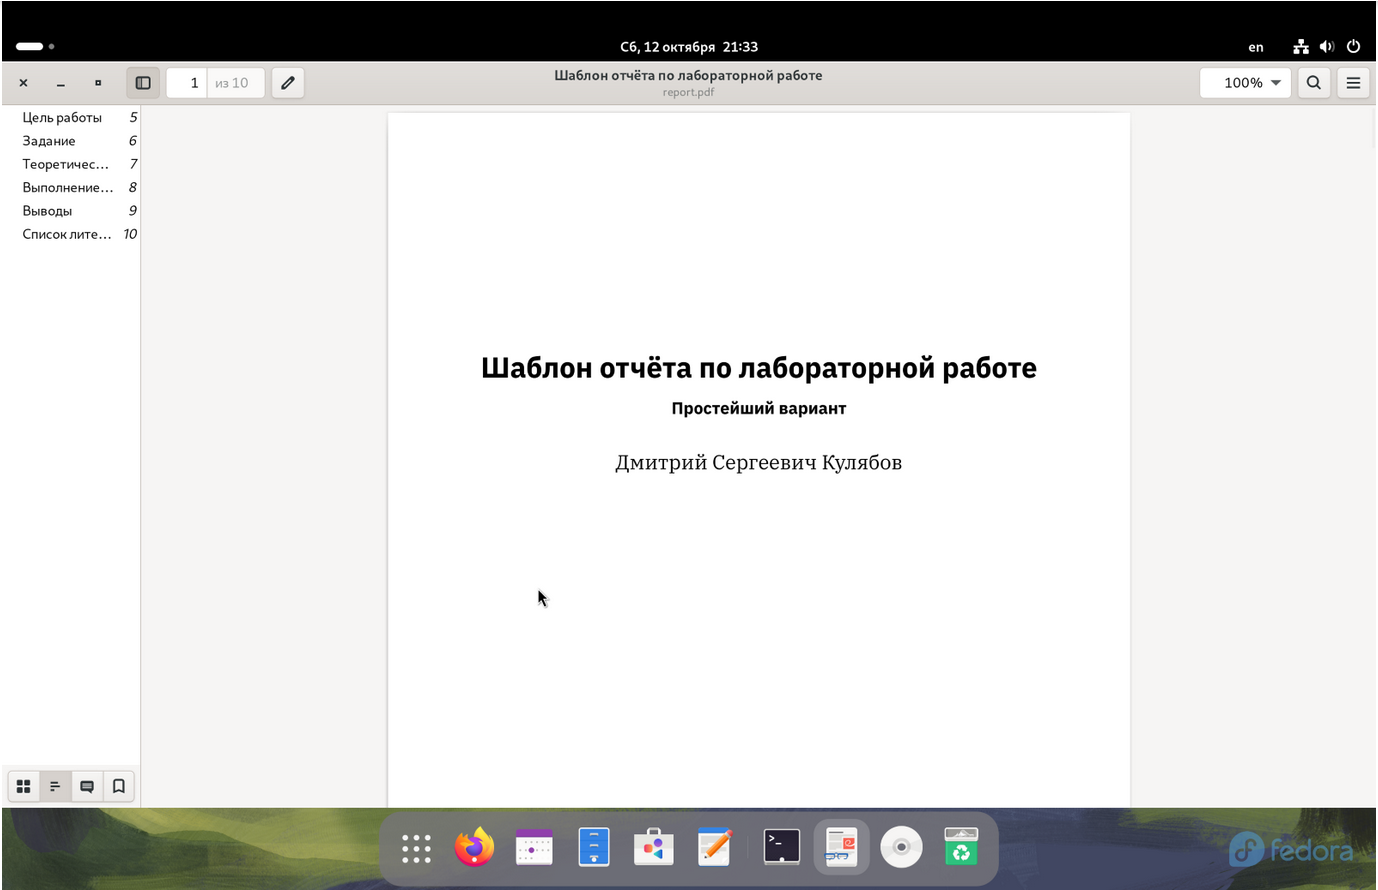 Сб, 12 октября 21:33
en
1 из 10
Шаблон отчёта по лабораторной работе
report.pdf
100%
Цель работы 5
Задание 6
Теоретичес... 7
Выполнение... 8
Выводы 9
Список лите... 10
Шаблон отчёта по лабораторной работе
Простейший вариант
Дмитрий Сергеевич Кулябов
>_
fedora